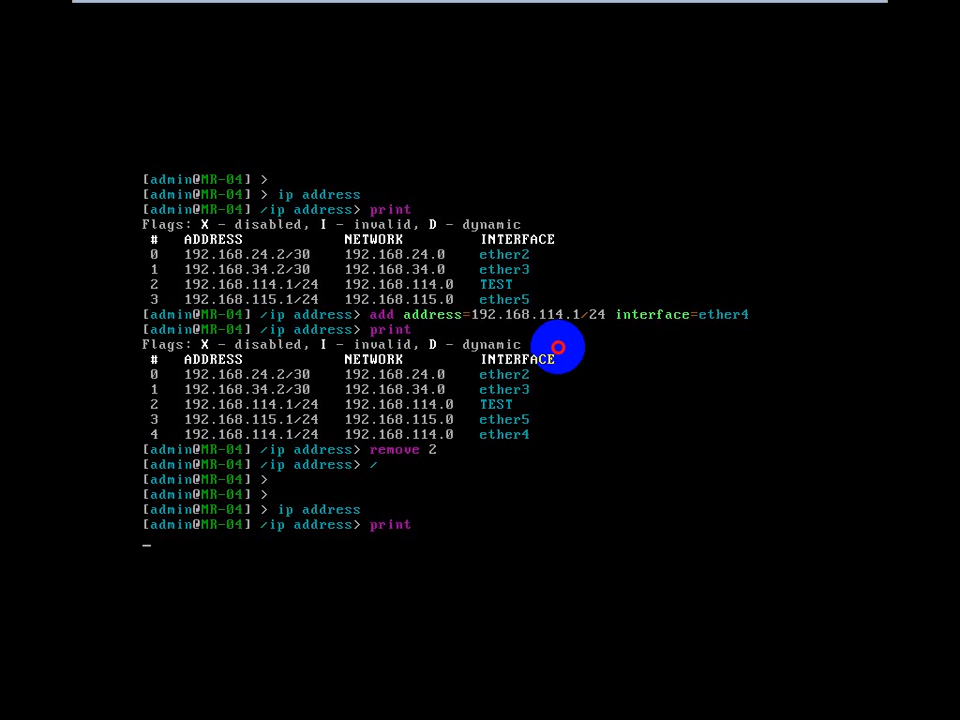 [admin@MR-04] >
[admin@MR-04] > ip address
[admin@MR-04] /ip address> print
Flags: X - disabled, I - invalid, D - dynamic
# ADDRESS NETWORK INTERFACE
0 192.168.24.2/30 192.168.24.0 ether2
1 192.168.34.2/30 192.168.34.0 ether3
2 192.168.114.1/24 192.168.114.0 TEST
3 192.168.115.1/24 192.168.115.0 ether5
[admin@MR-04] /ip address> add address=192.168.114.1/24 interface=ether4
[admin@MR-04] /ip address> print
Flags: X - disabled, I - invalid, D - dynamic
# ADDRESS NETWORK INTERFACE
0 192.168.24.2/30 192.168.24.0 ether2
1 192.168.34.2/30 192.168.34.0 ether3
2 192.168.114.1/24 192.168.114.0 TEST
3 192.168.115.1/24 192.168.115.0 ether5
4 192.168.114.1/24 192.168.114.0 ether4
[admin@MR-04] /ip address> remove 2
[admin@MR-04] /ip address> /
[admin@MR-04] >
[admin@MR-04] >
[admin@MR-04] > ip address
[admin@MR-04] /ip address> print
_